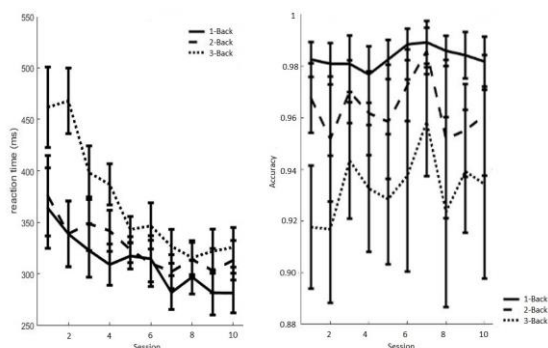 550
500
450
400
350
300
250
reaction time (ms)
2
4
6
8
10
Session
1-Back
2-Back
3-Back
1
0.98
0.96
0.94
0.92
0.90
0.88
Accuracy
2
4
6
8
10
Session
1-Back
2-Back
3-Back